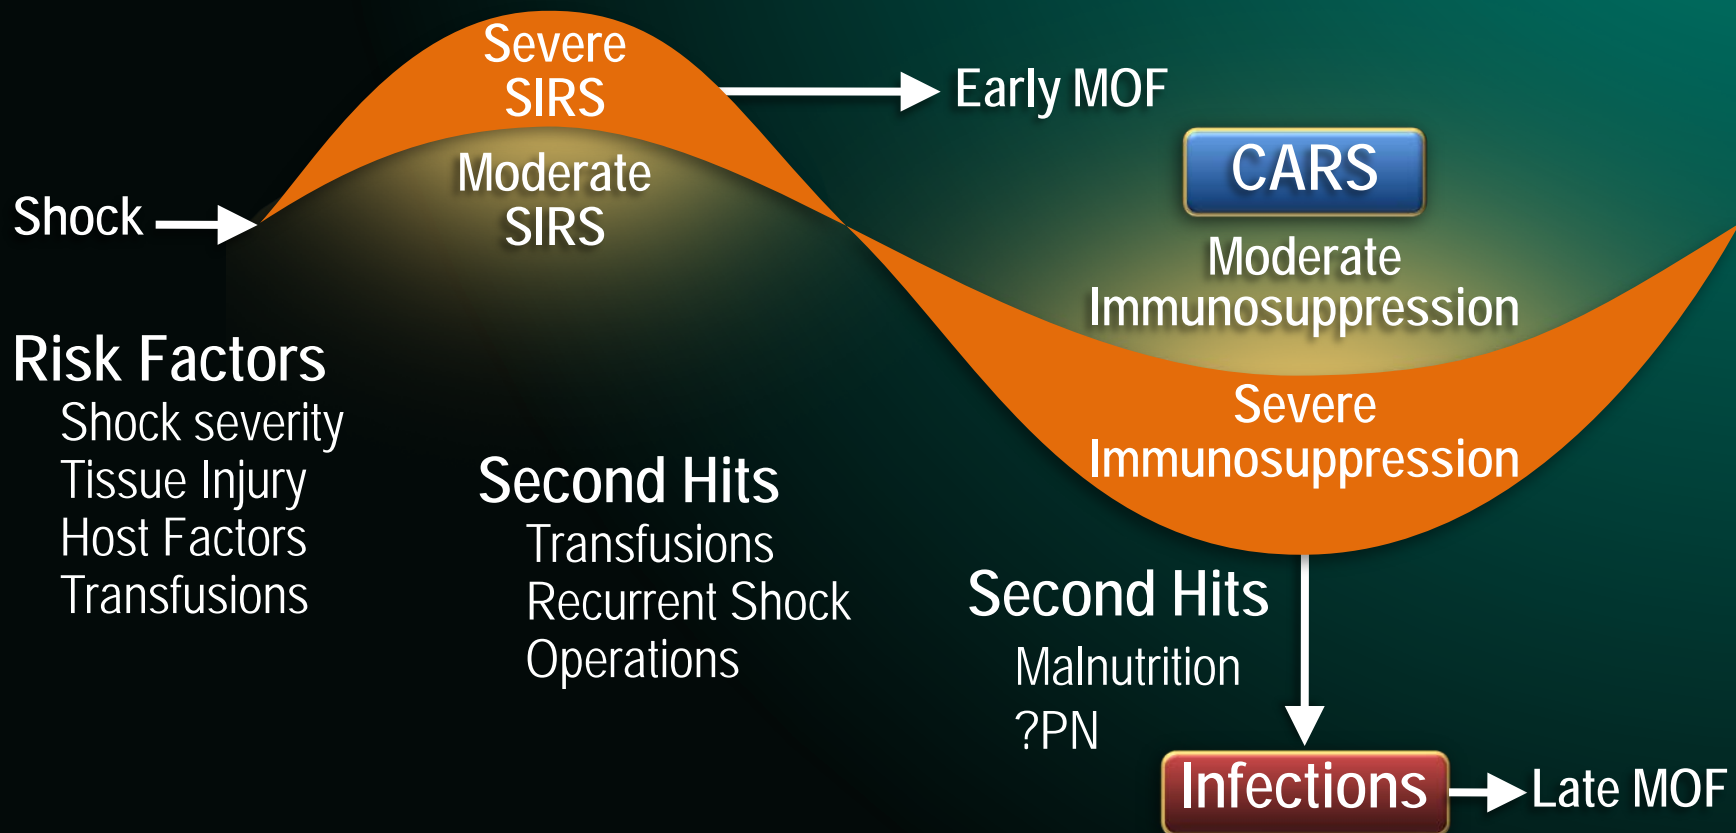 Severe
SIRS
Early MOF
Moderate
SIRS
CARS
Shock
Moderate
Immunosuppression
Severe
Immunosuppression
Risk Factors
Shock severity
Tissue Injury
Host Factors
Transfusions
Second Hits
Transfusions
Recurrent Shock
Operations
Second Hits
Malnutrition
?PN
Infections
Late MOF